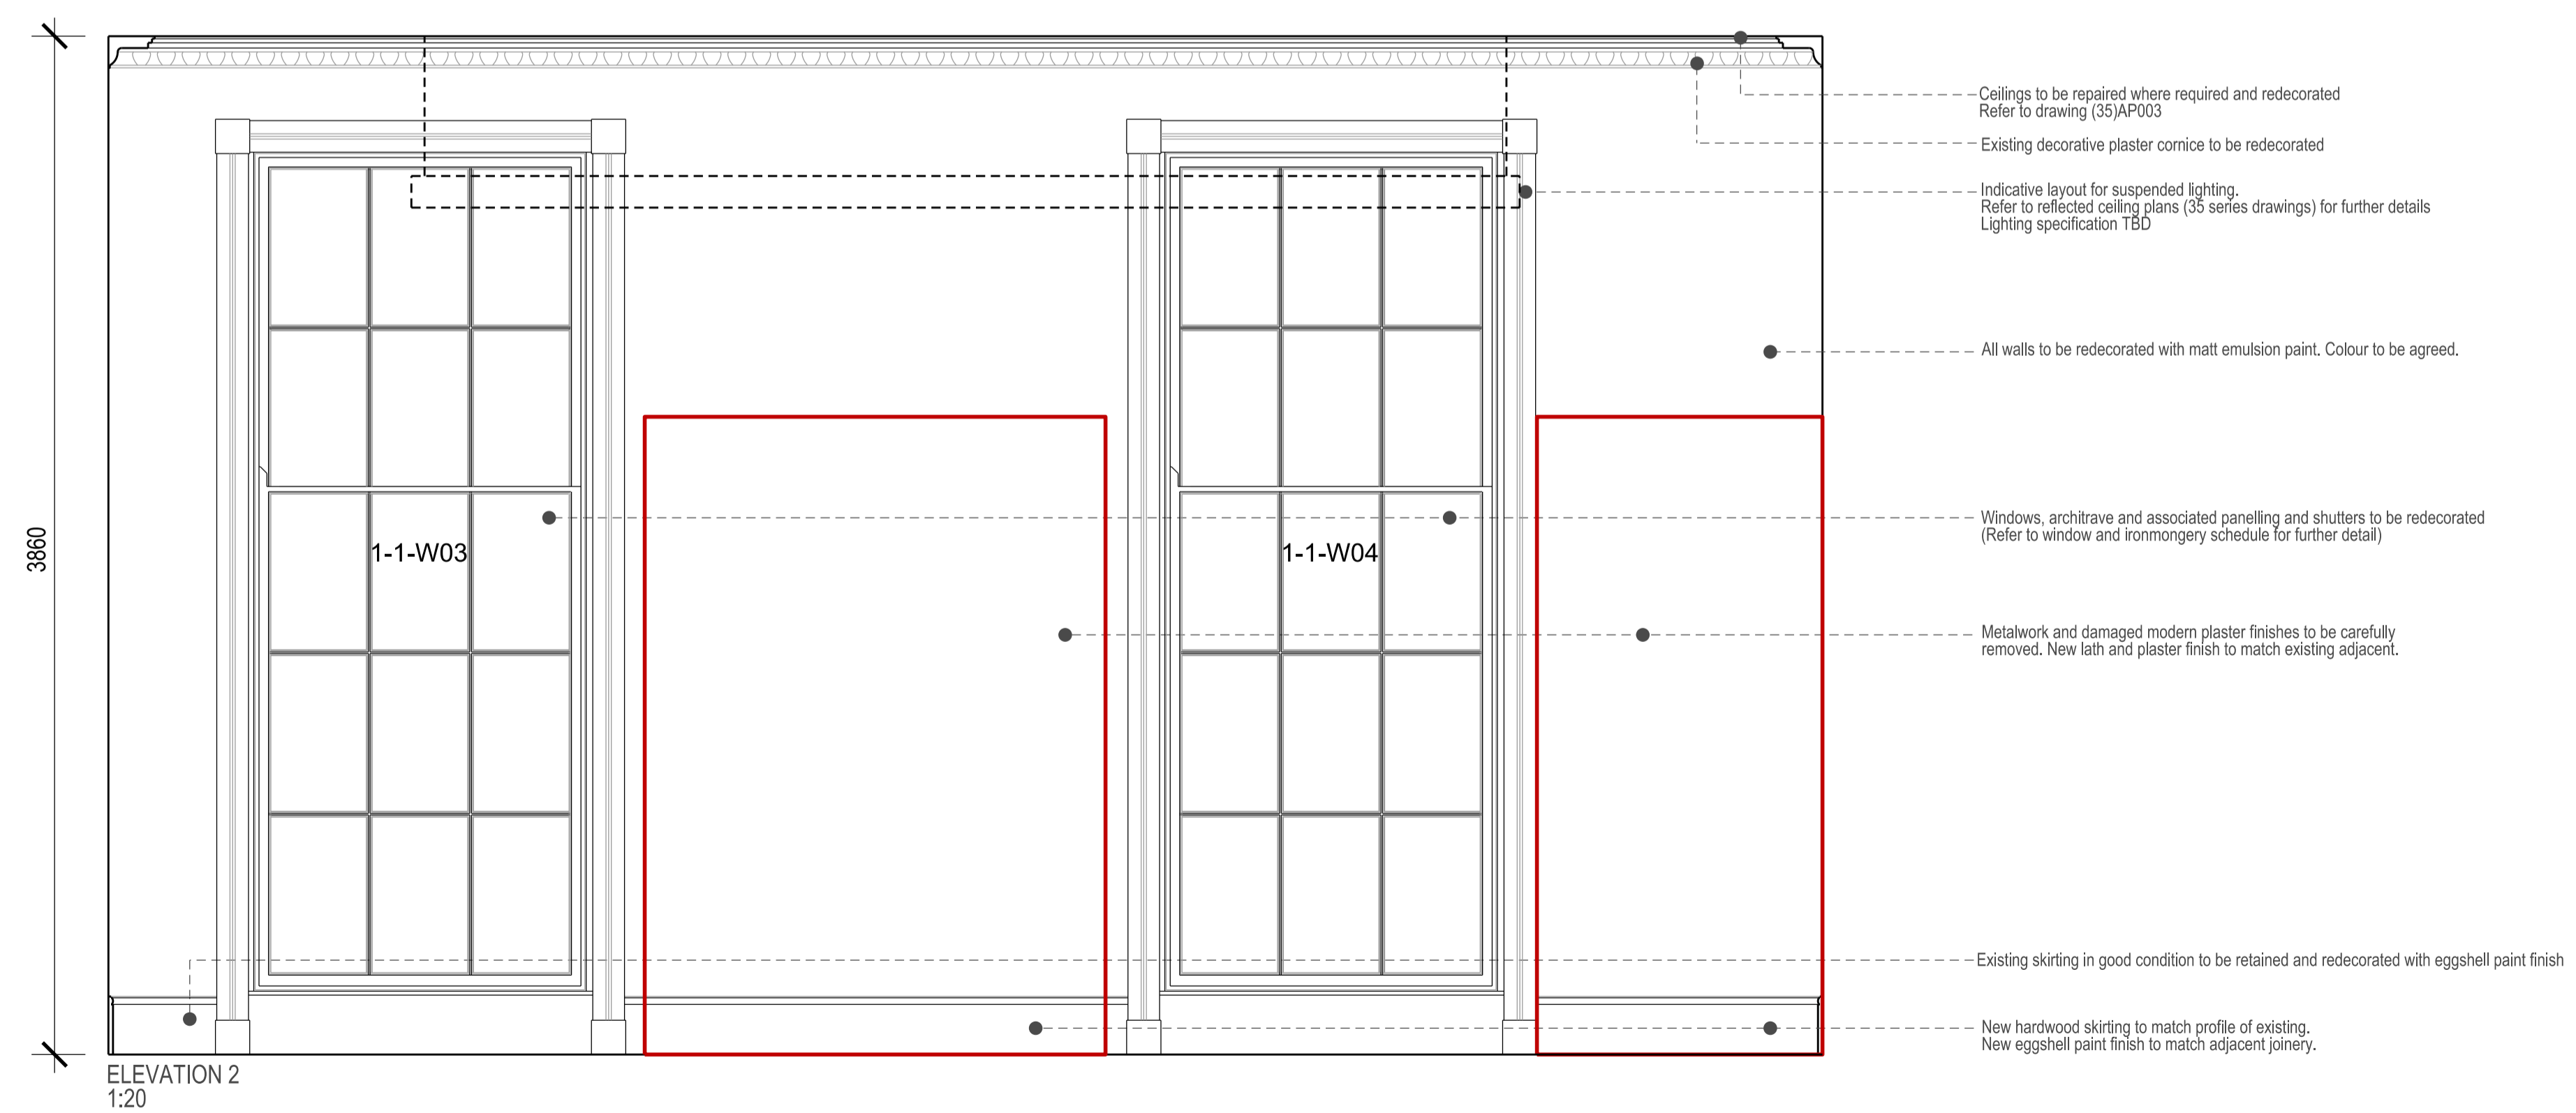 Ceilings to be repaired where required and redecorated
Refer to drawing (35)AP003
Existing decorative plaster cornice to be redecorated
Indicative layout for suspended lighting.
Refer to reflected ceiling plans (35 series drawings) for further details
Lighting specification TBD
All walls to be redecorated with matt emulsion paint. Colour to be agreed.
Windows, architrave and associated panelling and shutters to be redecorated
(Refer to window and ironmongery schedule for further detail)
3860
1-1-W03
1-1-W04
Metalwork and damaged modern plaster finishes to be carefully
removed. New lath and plaster finish to match existing adjacent.
Existing skirting in good condition to be retained and redecorated with eggshell paint finish
New hardwood skirting to match profile of existing.
New eggshell paint finish to match adjacent joinery.
ELEVATION 2
1:20